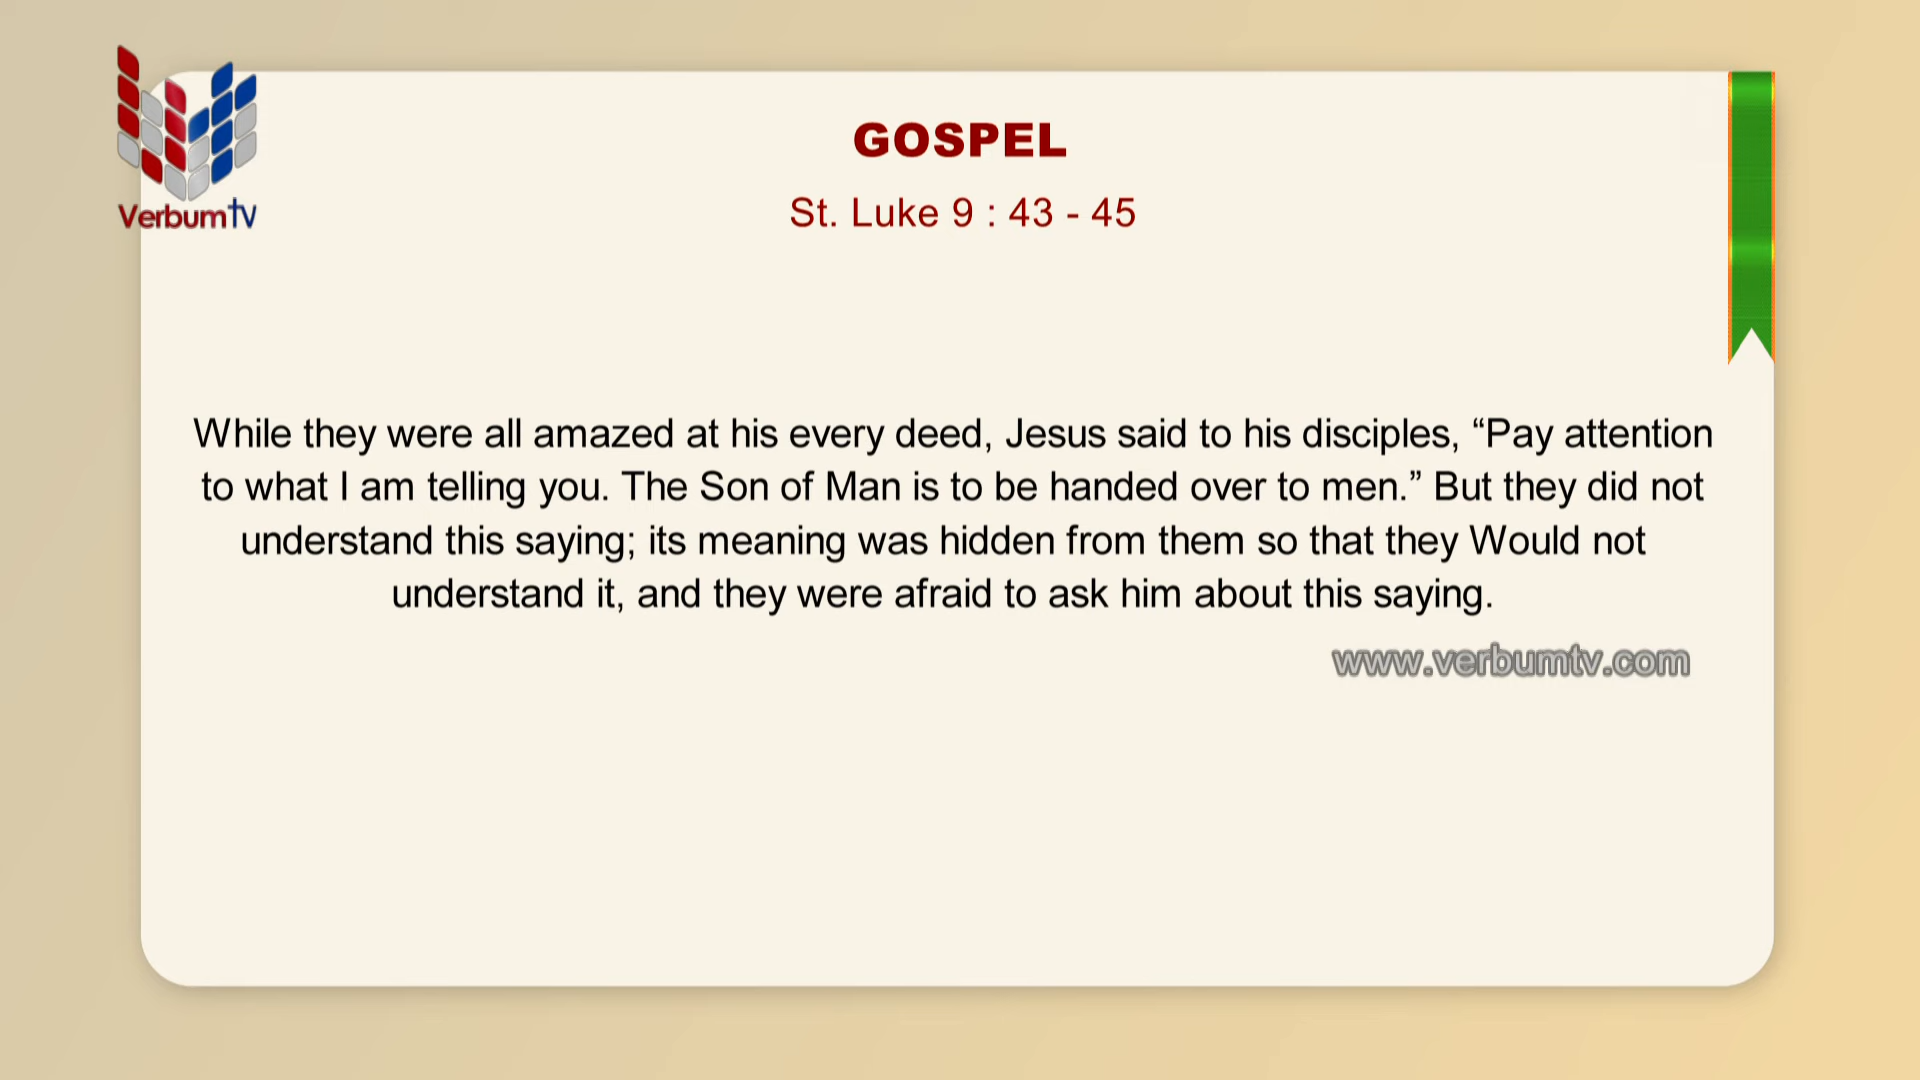 VerbumTV
GOSPEL
St. Luke 9 : 43 - 45
While they were all amazed at his every deed, Jesus said to his disciples, “Pay attention
to what I am telling you. The Son of Man is to be handed over to men.” But they did not
understand this saying; its meaning was hidden from them so that they Would not
understand it, and they were afraid to ask him about this saying.
www.verbumtv.com